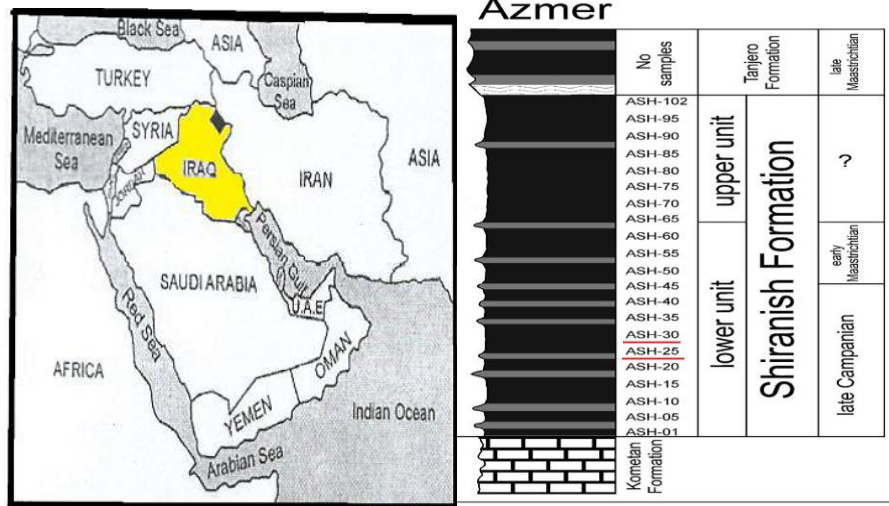 Black Sea
ASIA
TURKEY
Caspian
Sea
Mediterranean
Sea
SYRIA
IRAQ
IRAN
ASIA
JORDAN
Persian Gulf
SAUDI ARABIA
U.A.E
Red Sea
AFRICA
OMAN
YEMEN
Indian Ocean
Arabian Sea
Azmer
No
samples
Tanjero
Formation
late
Maastrichtian
ASH-102
ASH-95
ASH-90
ASH-85
ASH-80
ASH-75
ASH-70
ASH-65
ASH-60
ASH-55
ASH-50
ASH-45
ASH-40
ASH-35
ASH-30
ASH-25
ASH-20
ASH-15
ASH-10
ASH-05
ASH-01
upper unit
lower unit
Shiranish Formation
?
early
Maastrichtian
late Campanian
Kometan
Formation